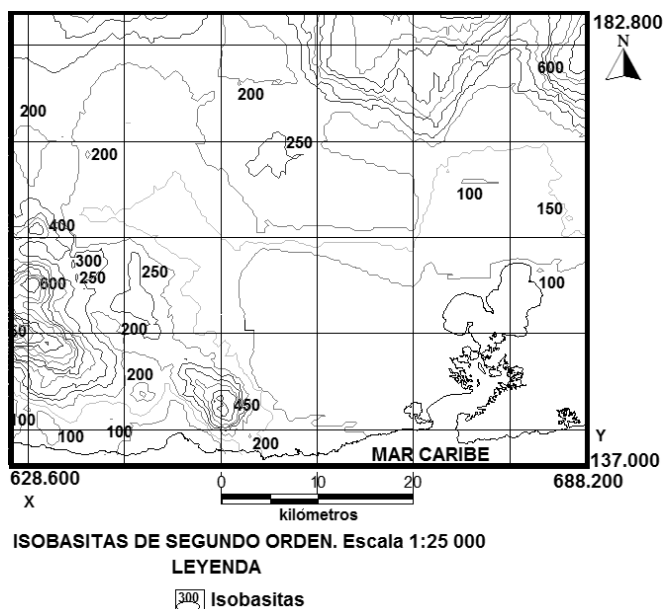 182.800
N
600
200
200
250
200
100
150
400
300
250
600
250
100
200
200
450
100
100
100
200
MAR CARIBE
Y
137.000
628.600
688.200
X
0 10 20
kilómetros
ISOBASITAS DE SEGUNDO ORDEN. Escala 1:25 000
LEYENDA
300 Isobasitas